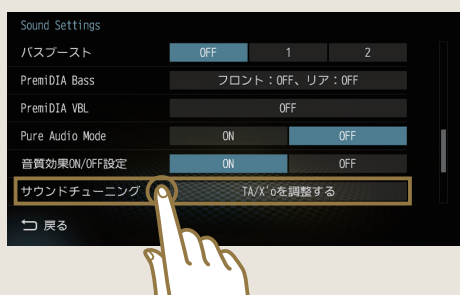 Sound Settings
バスブースト OFF 1 2
PremiDIA Bass フロント：OFF、リア：OFF
PremiDIA VBL OFF
Pure Audio Mode ON OFF
音質効果ON/OFF設定 ON OFF
サウンドチューニング TA/X'oを調整する
戻る